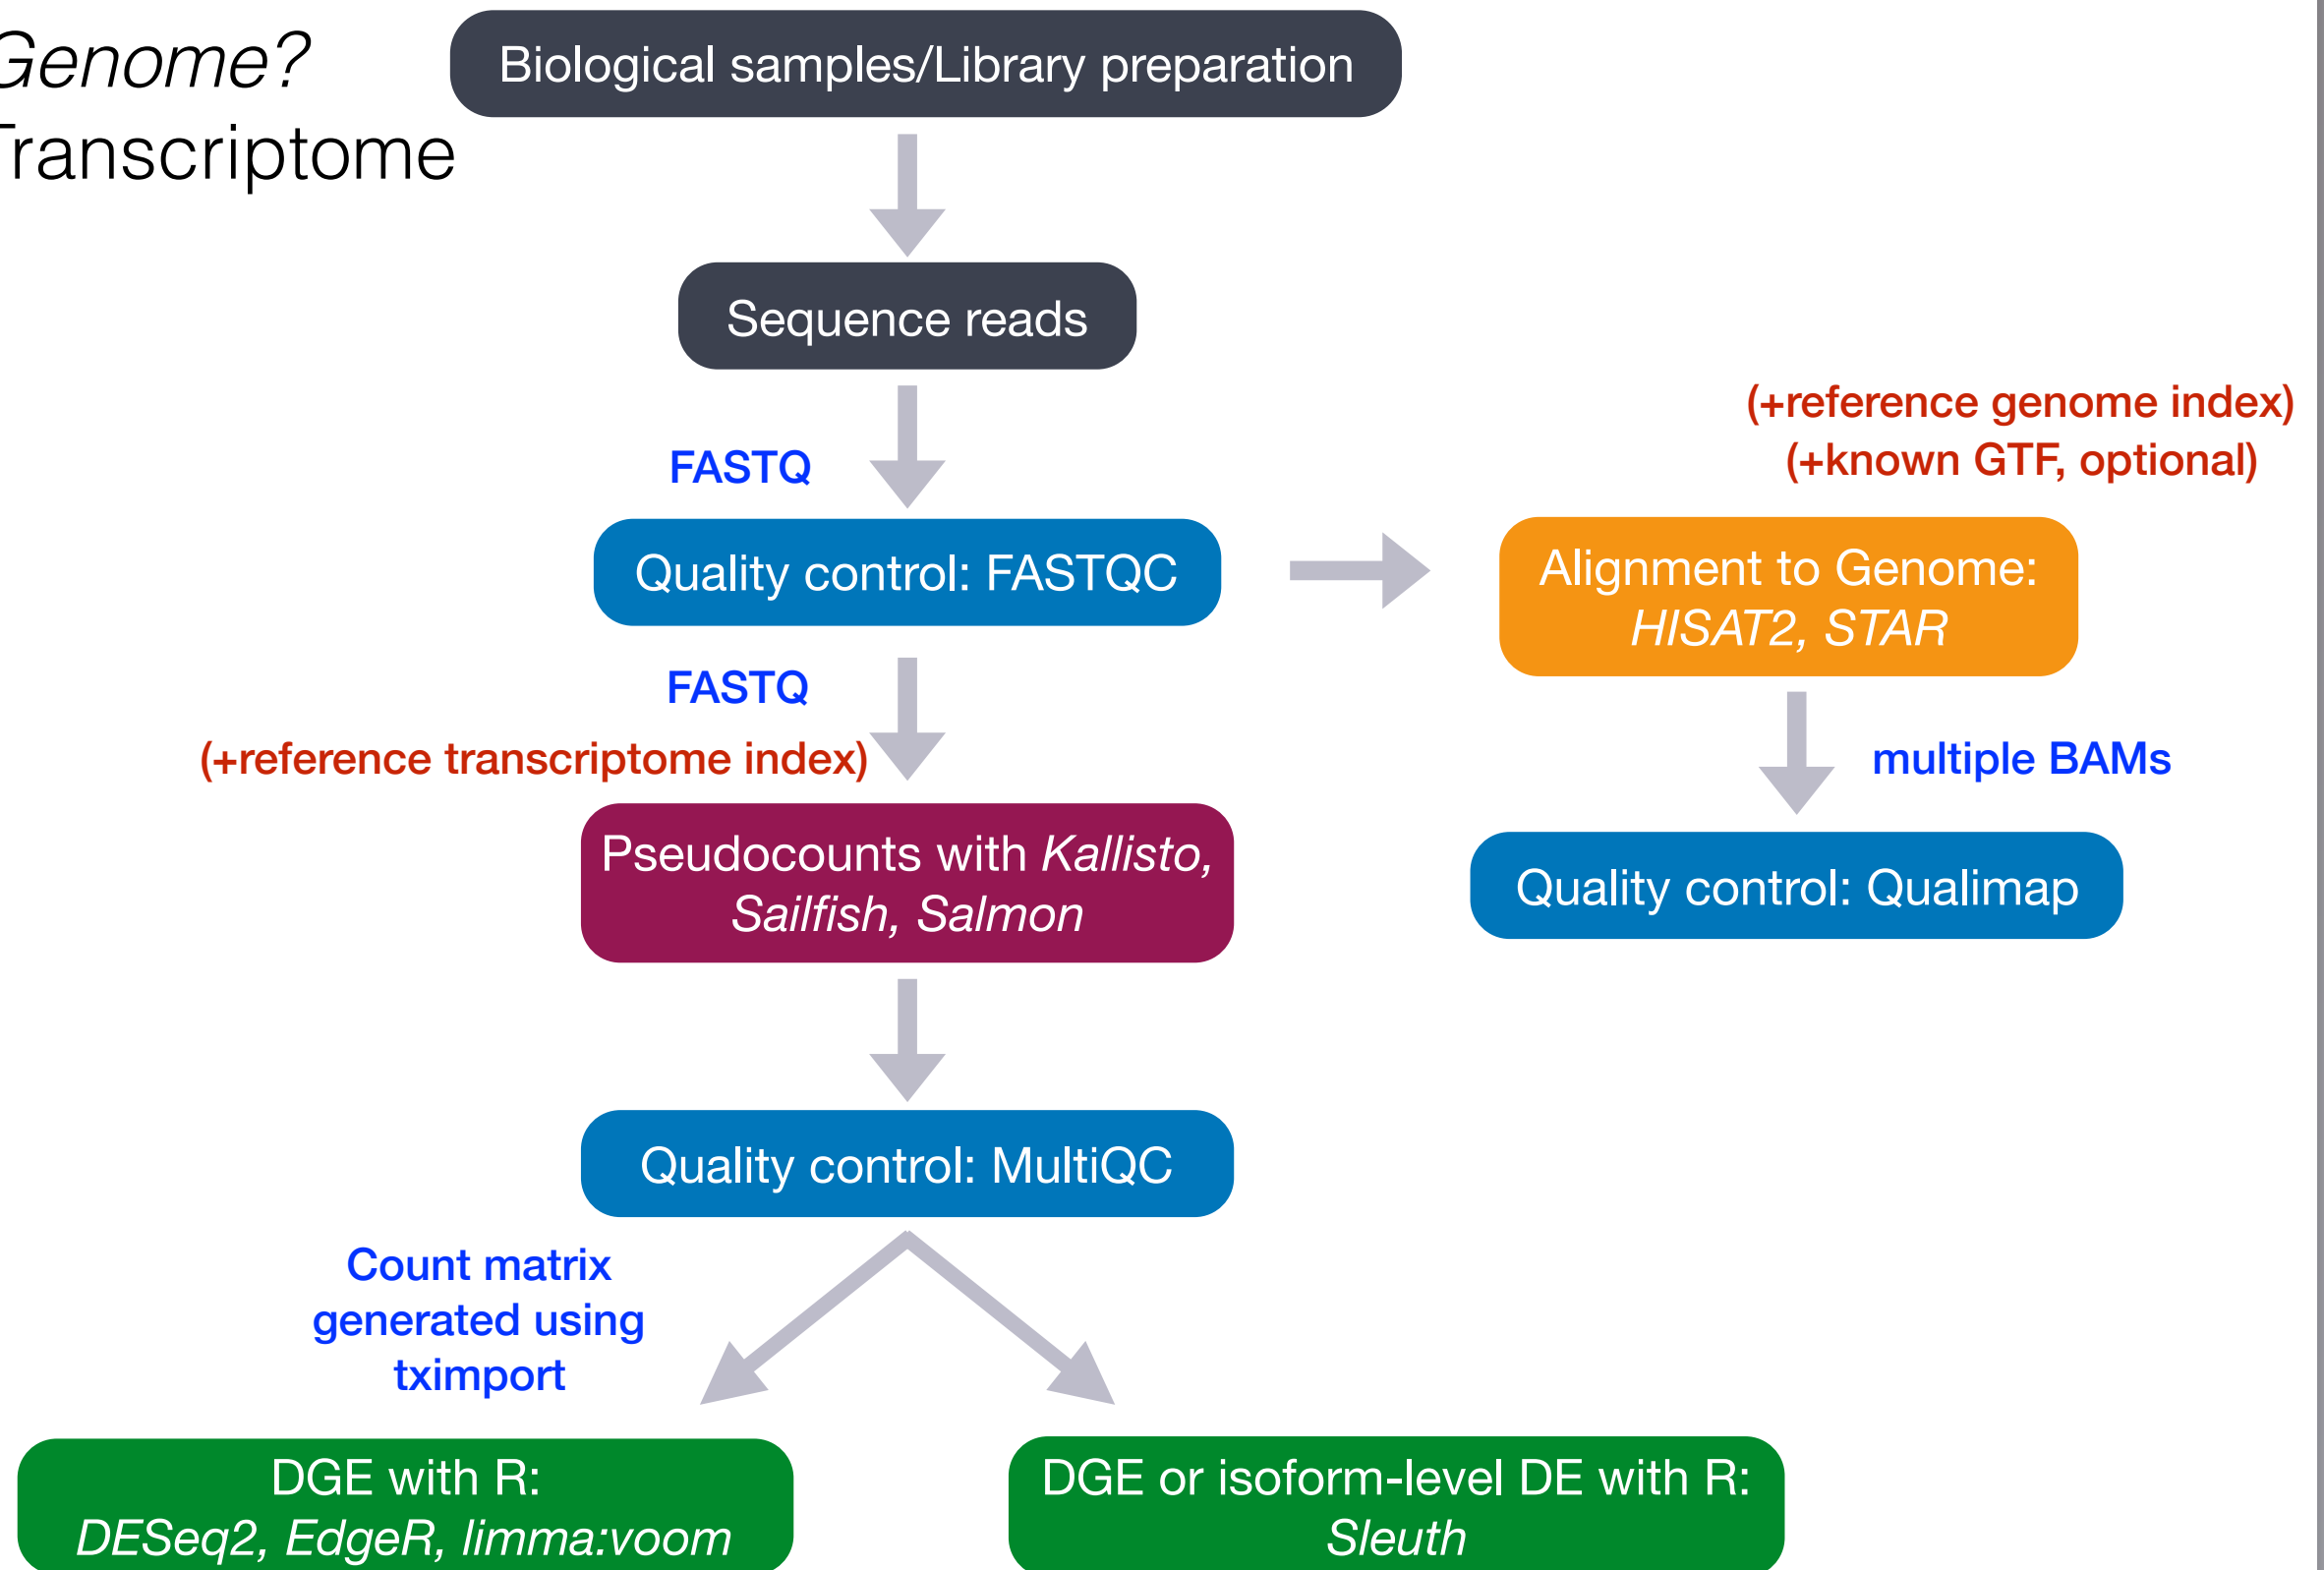 Genome?
Transcriptome
Biological samples/Library preparation
Sequence reads
FASTQ
(+reference genome index)
(+known GTF, optional)
Quality control: FASTQC
Alignment to Genome:
HISAT2, STAR
FASTQ
(+reference transcriptome index)
multiple BAMs
Pseudocounts with Kallisto,
Sailfish, Salmon
Quality control: Qualimap
Quality control: MultiQC
Count matrix
generated using
tximport
DGE with R:
DESeq2, EdgeR, limma:voom
DGE or isoform-level DE with R:
Sleuth